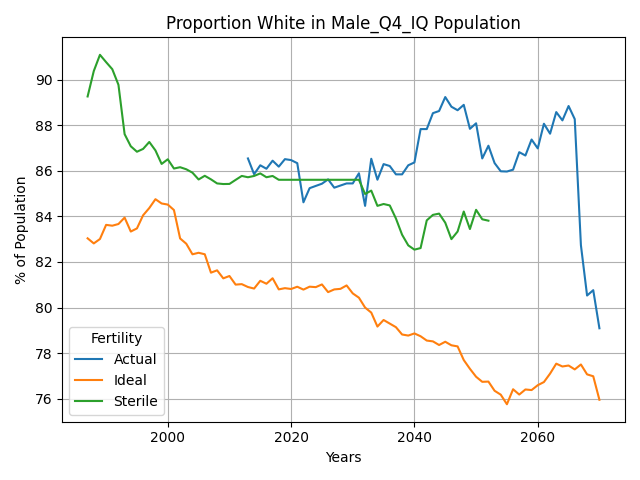 Proportion White in Male_Q4_IQ Population
% of Population
90
88
86
84
82
80
78
76
Fertility
Actual
Ideal
Sterile
2000
2020
2040
2060
Years